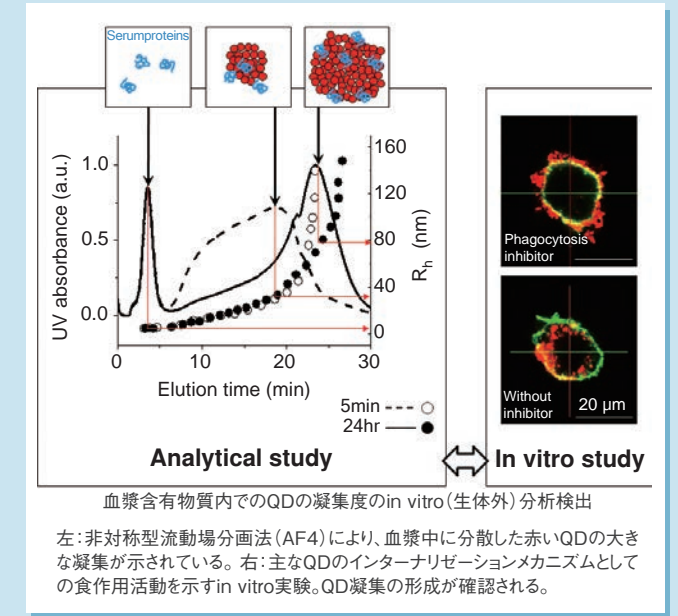 Serumproteins
UV absorbance (a.u.)
1.0
0.5
0.0
160
120
80
40
0
R_h (nm)
0 10 20 30
Elution time (min)
5min
24hr
Analytical study
Phagocytosis
inhibitor
Without
inhibitor
20 µm
In vitro study
血漿含有物質内でのQDの凝集度のin vitro（生体外）分析検出
左：非対称型流動場分画法（AF4）により、血漿中に分散した赤いQDの大き
な凝集が示されている。右：主なQDのインターナリゼーションメカニズムとして
の食作用活動を示すin vitro実験。QD凝集の形成が確認される。